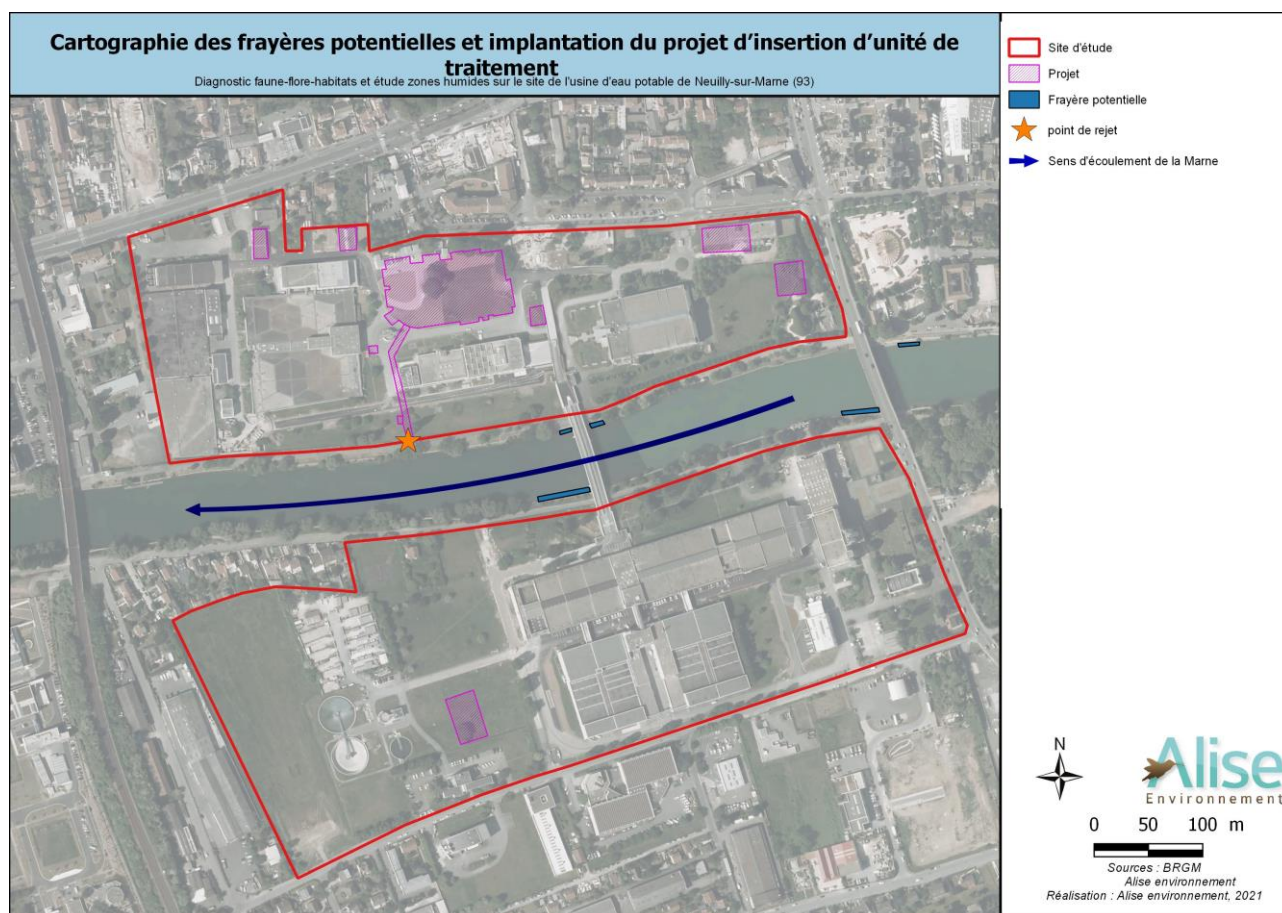 Cartographie des frayères potentielles et implantation du projet d'insertion d'unité de
traitement
Diagnostic faune-flore-habitats et étude zones humides sur le site de l'usine d'eau potable de Neuilly-sur-Marne (93)
Site d'étude
Projet
Frayère potentielle
point de rejet
Sens d'écoulement de la Marne
N
Alise
Environnement
0 50 100 m
Sources : BRGM
Alise environnement
Réalisation : Alise environnement, 2021